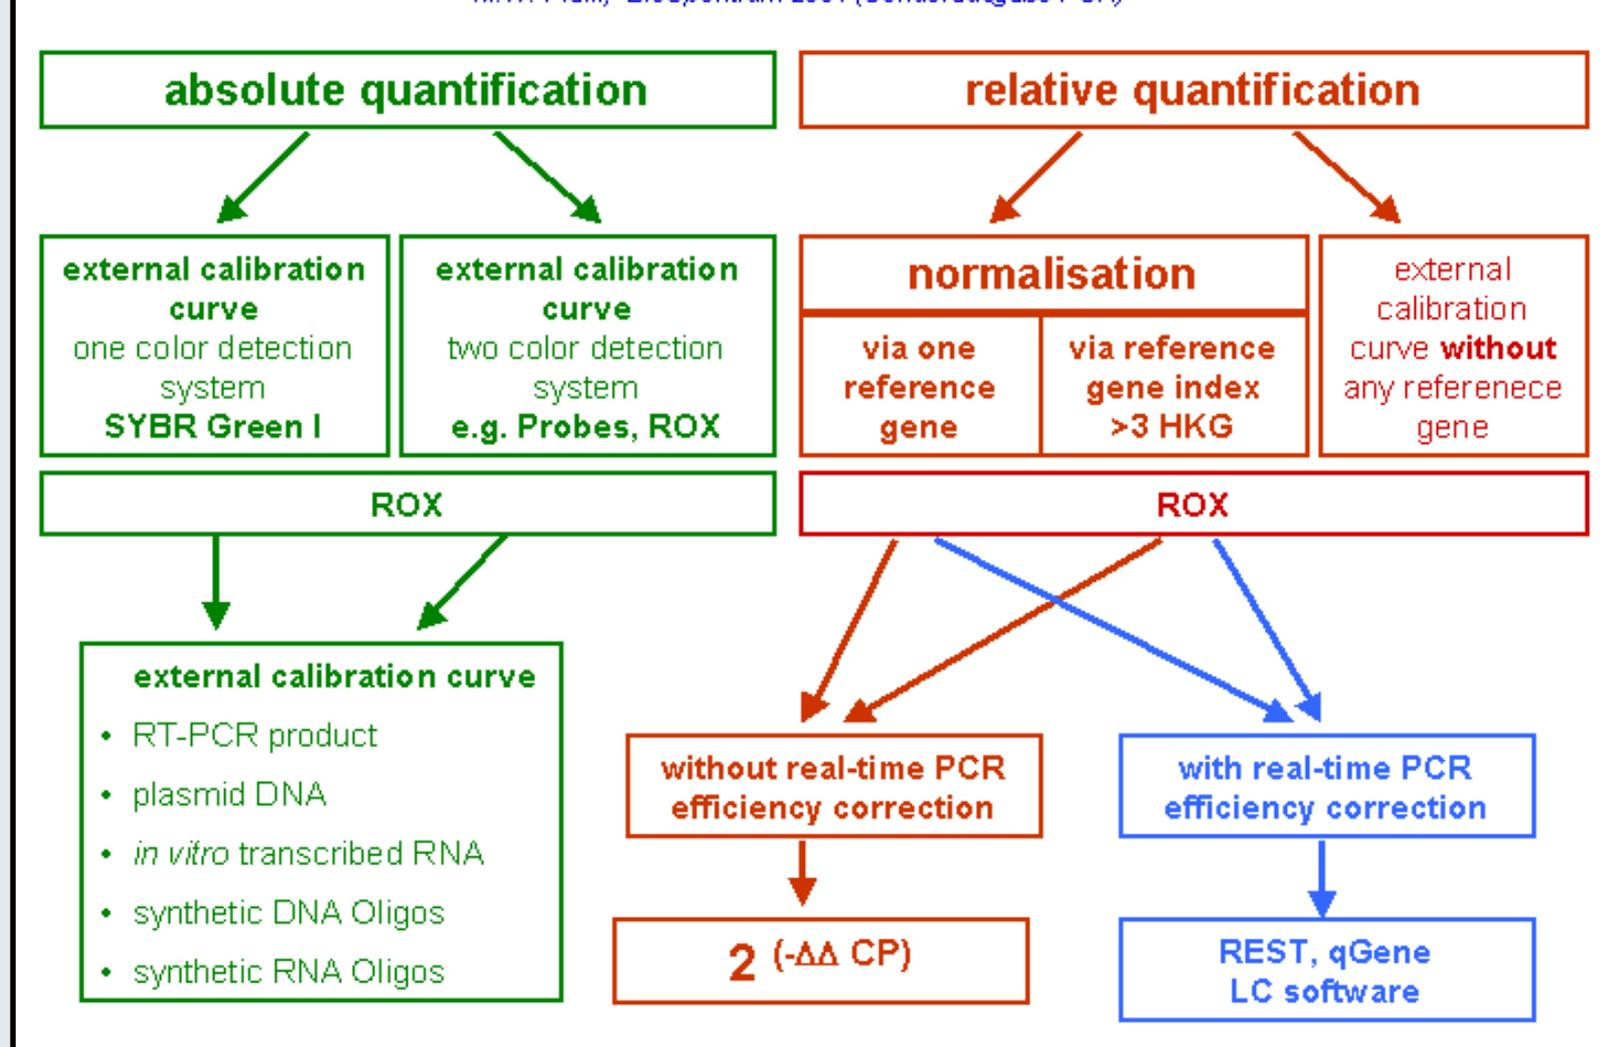 absolute quantification
relative quantification
external calibration
curve
one color detection
system
SYBR Green I
external calibration
curve
two color detection
system
e.g. Probes, ROX
normalisation
via one
reference
gene
via reference
gene index
>3 HKG
external
calibration
curve without
any referenece
gene
ROX
ROX
external calibration curve
• RT-PCR product
• plasmid DNA
• in vitro transcribed RNA
• synthetic DNA Oligos
• synthetic RNA Oligos
without real-time PCR
efficiency correction
with real-time PCR
efficiency correction
2 (-ΔΔ CP)
REST, qGene
LC software